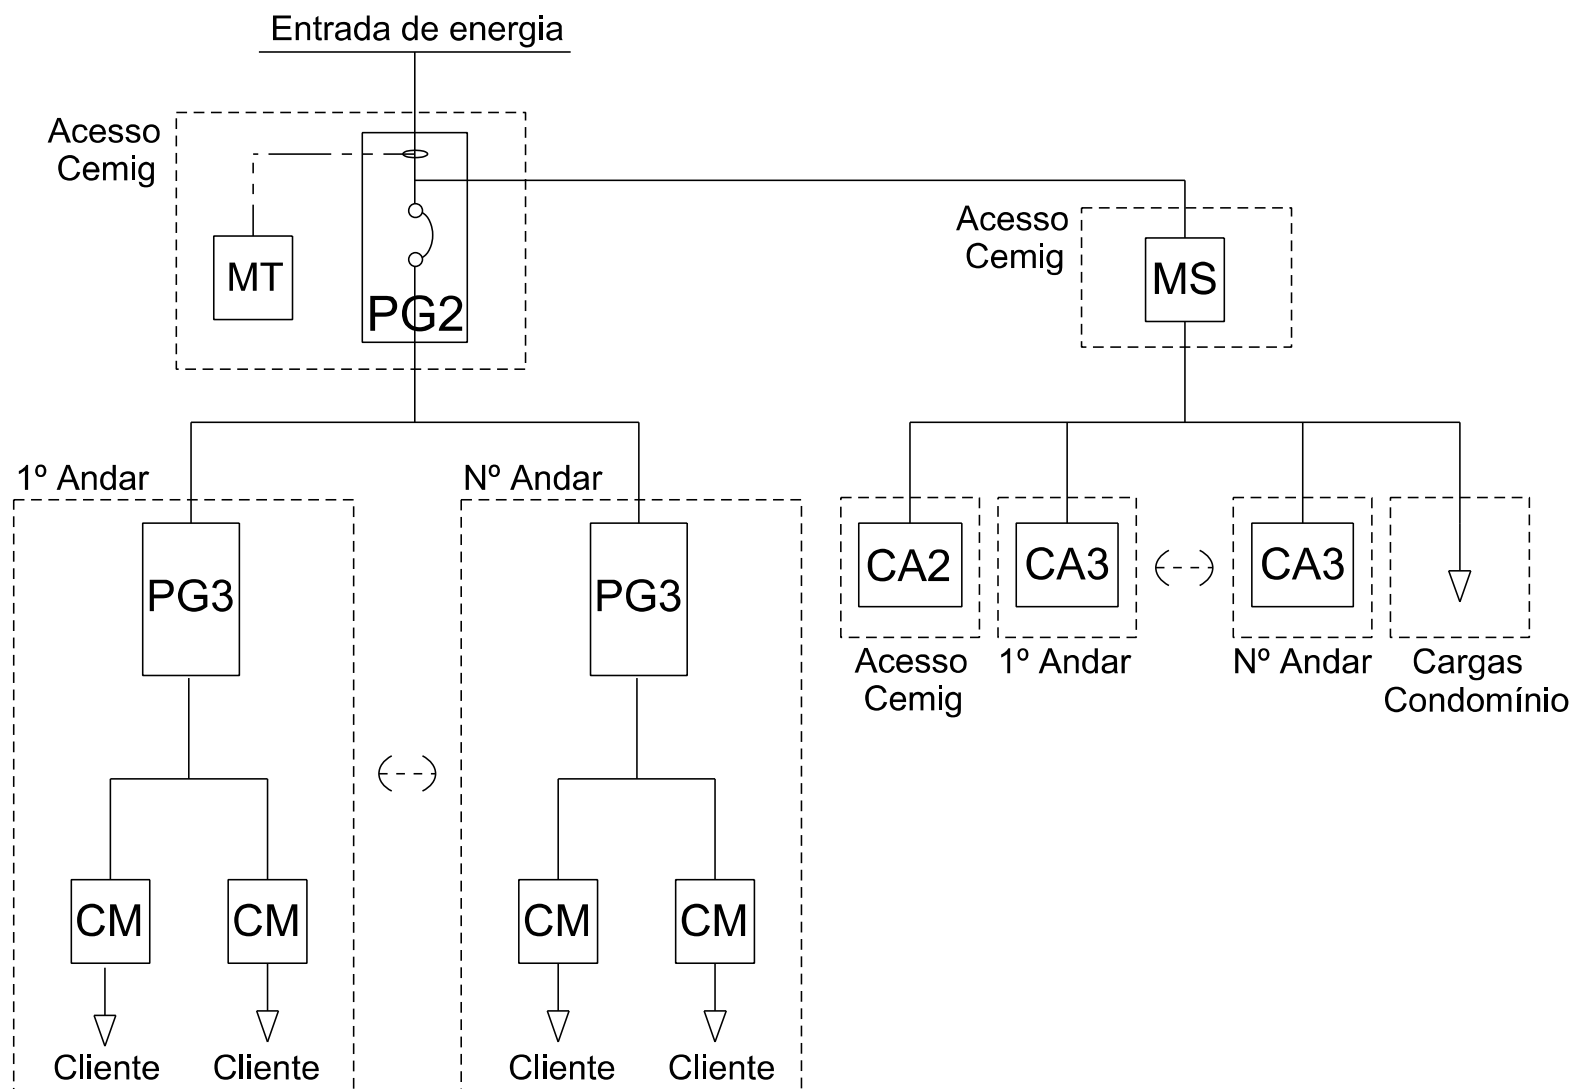 Entrada de energia
Acesso
Cemig
MT
PG2
Acesso
Cemig
MS
1º Andar
PG3
CM
CM
Cliente
Cliente
Nº Andar
PG3
CM
CM
Cliente
Cliente
CA2
Acesso
Cemig
CA3
1º Andar
CA3
Nº Andar
Cargas
Condomínio